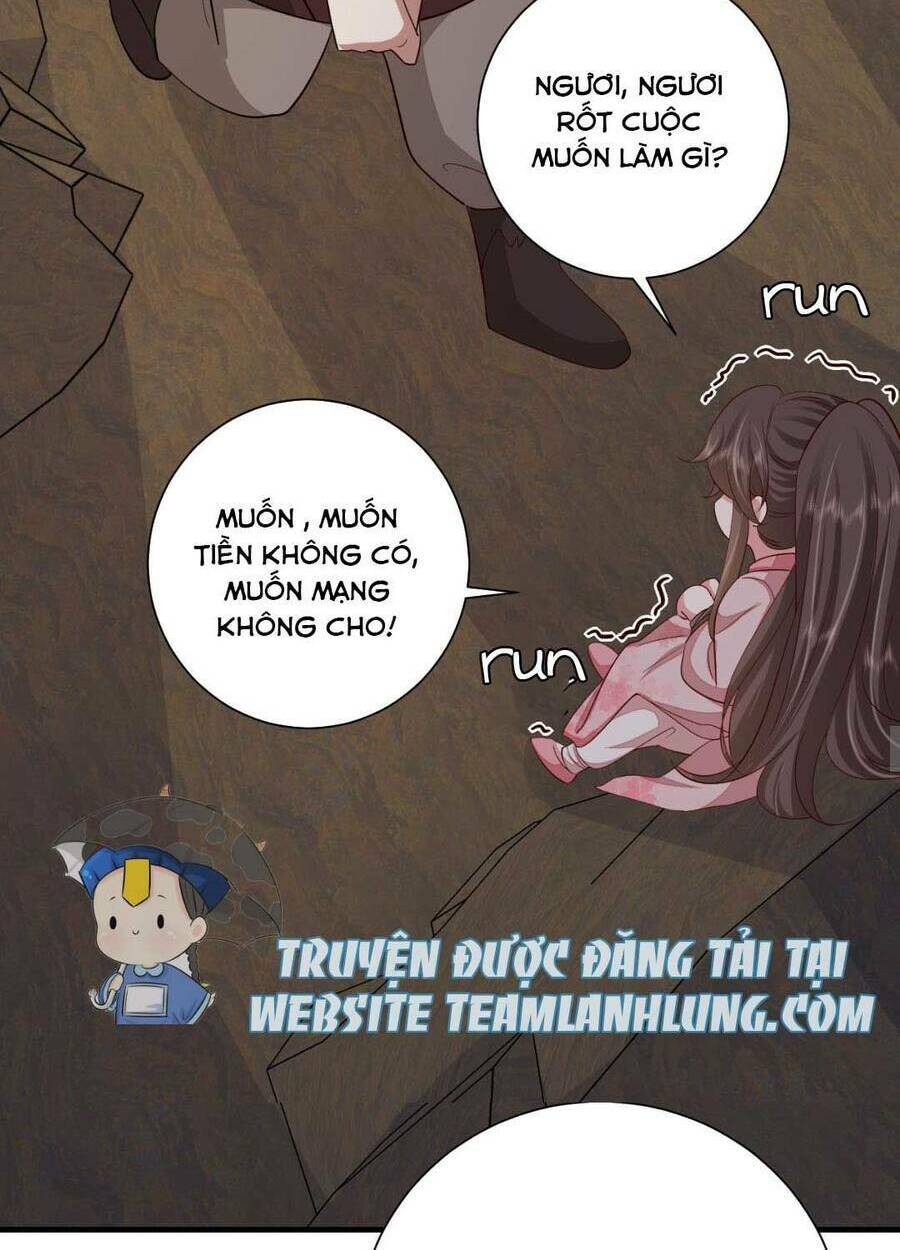 NGƯƠI, NGƯƠI
RỐT CUỘC
MUỐN LÀM GÌ?
run
MUỐN , MUỐN
TIỀN KHÔNG CÓ,
MUỐN MẠNG
KHÔNG CHO!
run
TRUYỆN ĐƯỢC ĐĂNG TẢI TẠI
WEBSITE TEAMLANHLUNG.COM